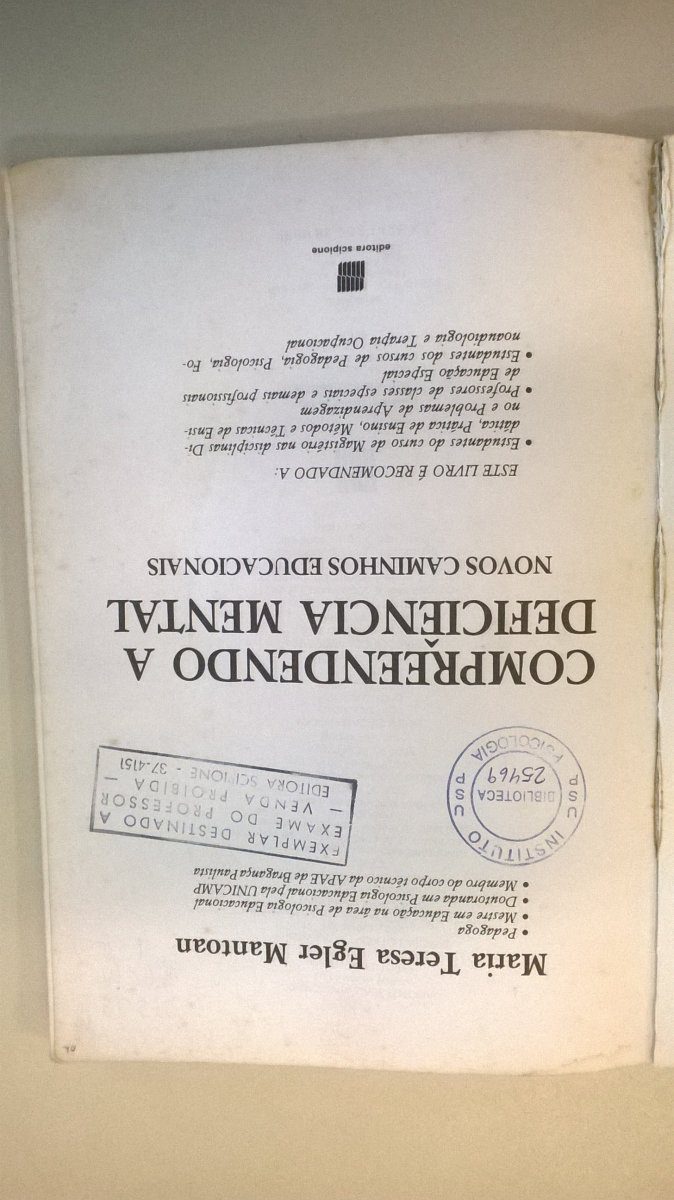 Maria Teresa Egler Mantoan
• Pedagoga
• Mestre em Educação na área de Psicologia Educacional
• Doutoranda em Psicologia Educacional pela UNICAMP
• Membro do corpo técnico da APAE de Bragança Paulista
EXEMPLAR DESTINADO A
EXAME DO PROFESSOR
— VENDA PROIBIDA —
EDITORA SCIPIONE - 37-4151
INSTITUTO
PSC
BIBLIOTECA
25469
PSC
PSICOLOGIA
COMPREENDENDO A
DEFICIÊNCIA MENTAL
NOVOS CAMINHOS EDUCACIONAIS
ESTE LIVRO É RECOMENDADO A:
• Estudantes do curso de Magistério nas disciplinas Di-
dática, Prática de Ensino, Métodos e Técnicas de Ensi-
no e Problemas de Aprendizagem
• Professores de classes especiais e demais profissionais
de Educação Especial
• Estudantes dos cursos de Pedagogia, Psicologia, Fo-
noaudiologia e Terapia Ocupacional
editora scipione